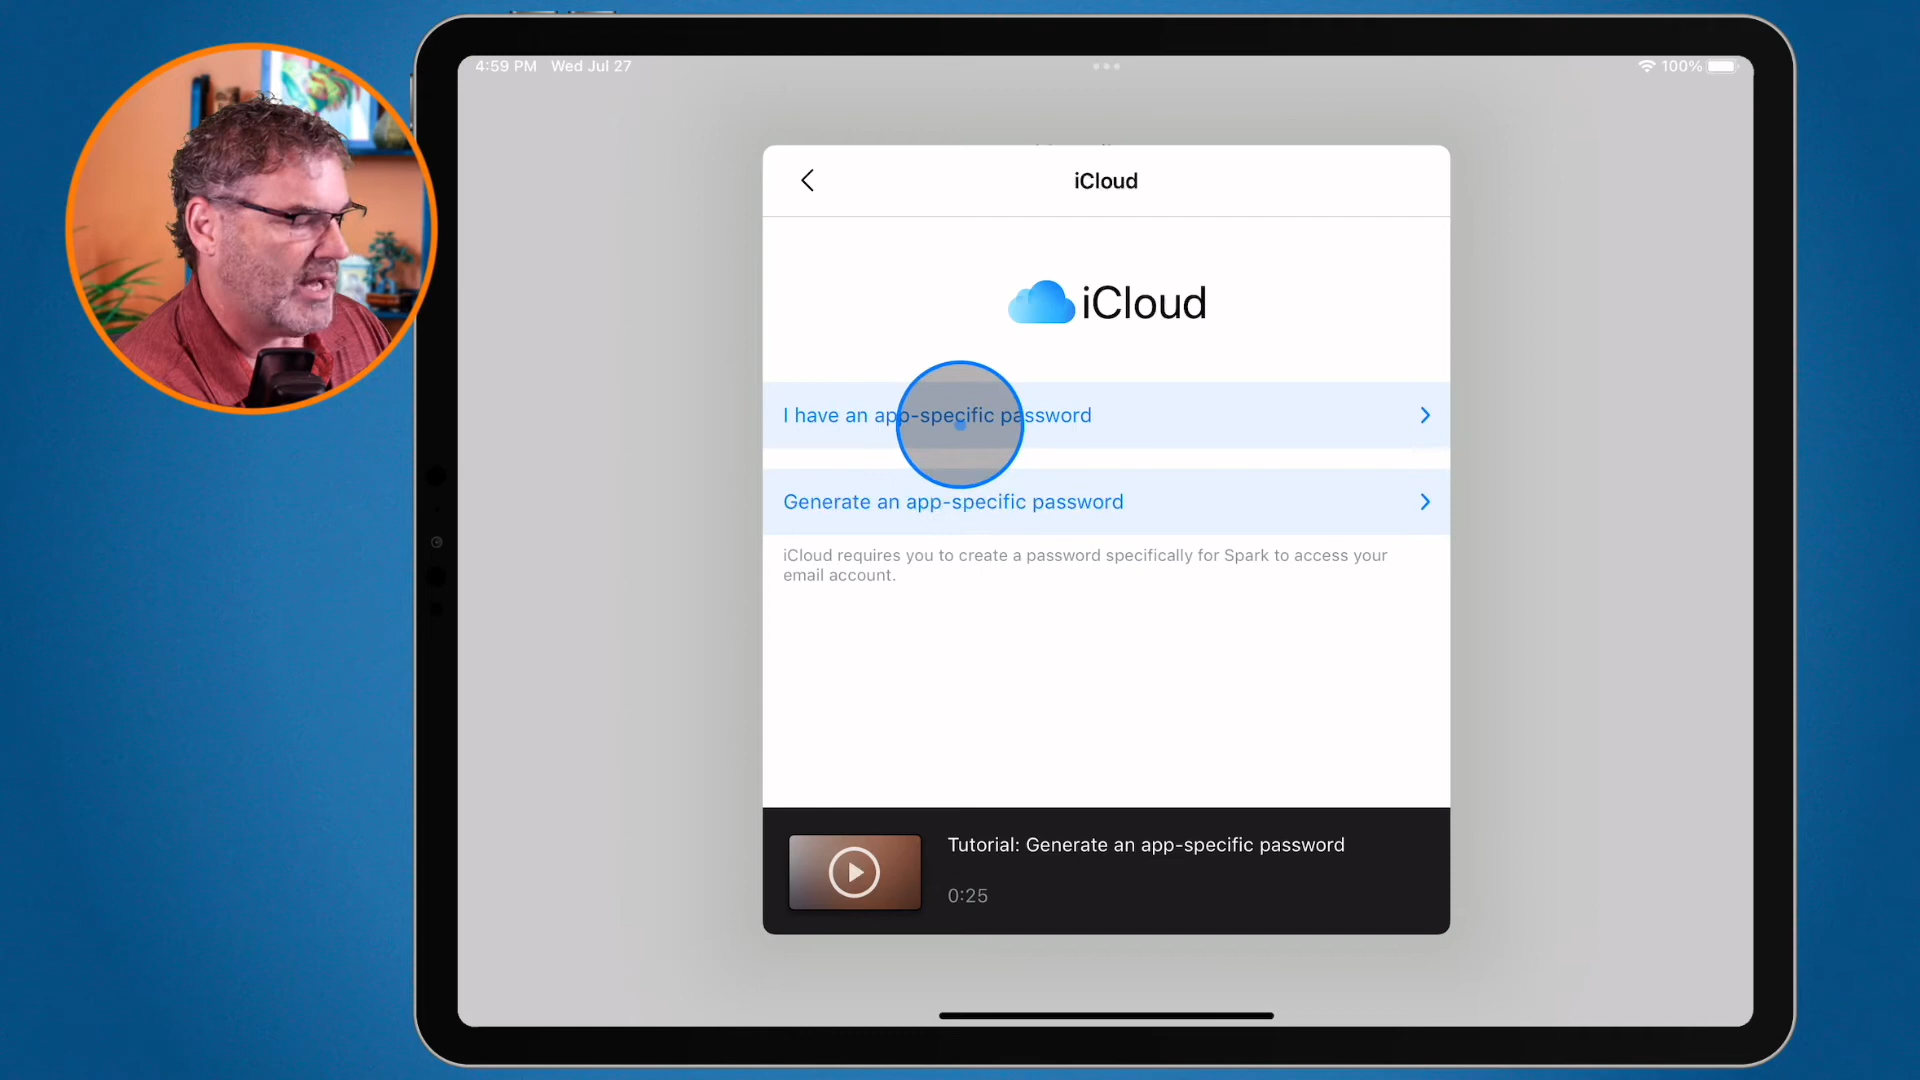 4:59 PM Wed Jul 27
100%
iCloud
iCloud
I have an app-specific password
Generate an app-specific password
iCloud requires you to create a password specifically for Spark to access your
email account.
Tutorial: Generate an app-specific password
0:25